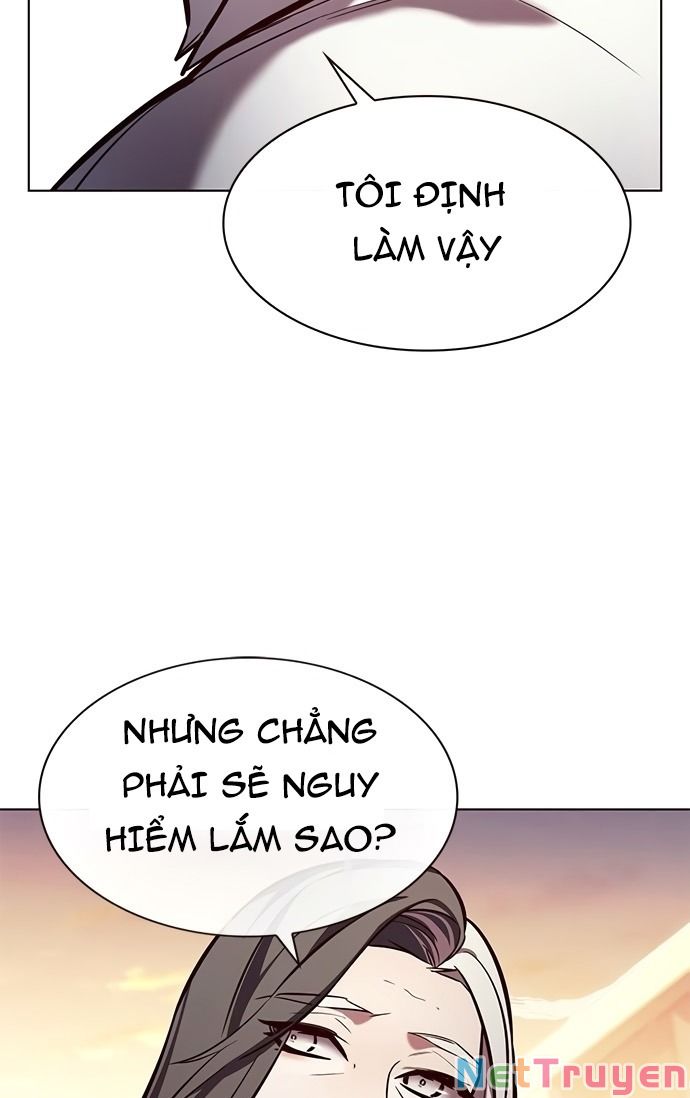 TÔI ĐỊNH
LÀM VẬY
NHƯNG CHẲNG
PHẢI SẼ NGUY
HIỂM LẮM SAO?
NetTruyen